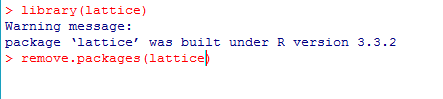 > library(lattice)
Warning message:
package ‘lattice’ was built under R version 3.3.2
> remove.packages(lattice)